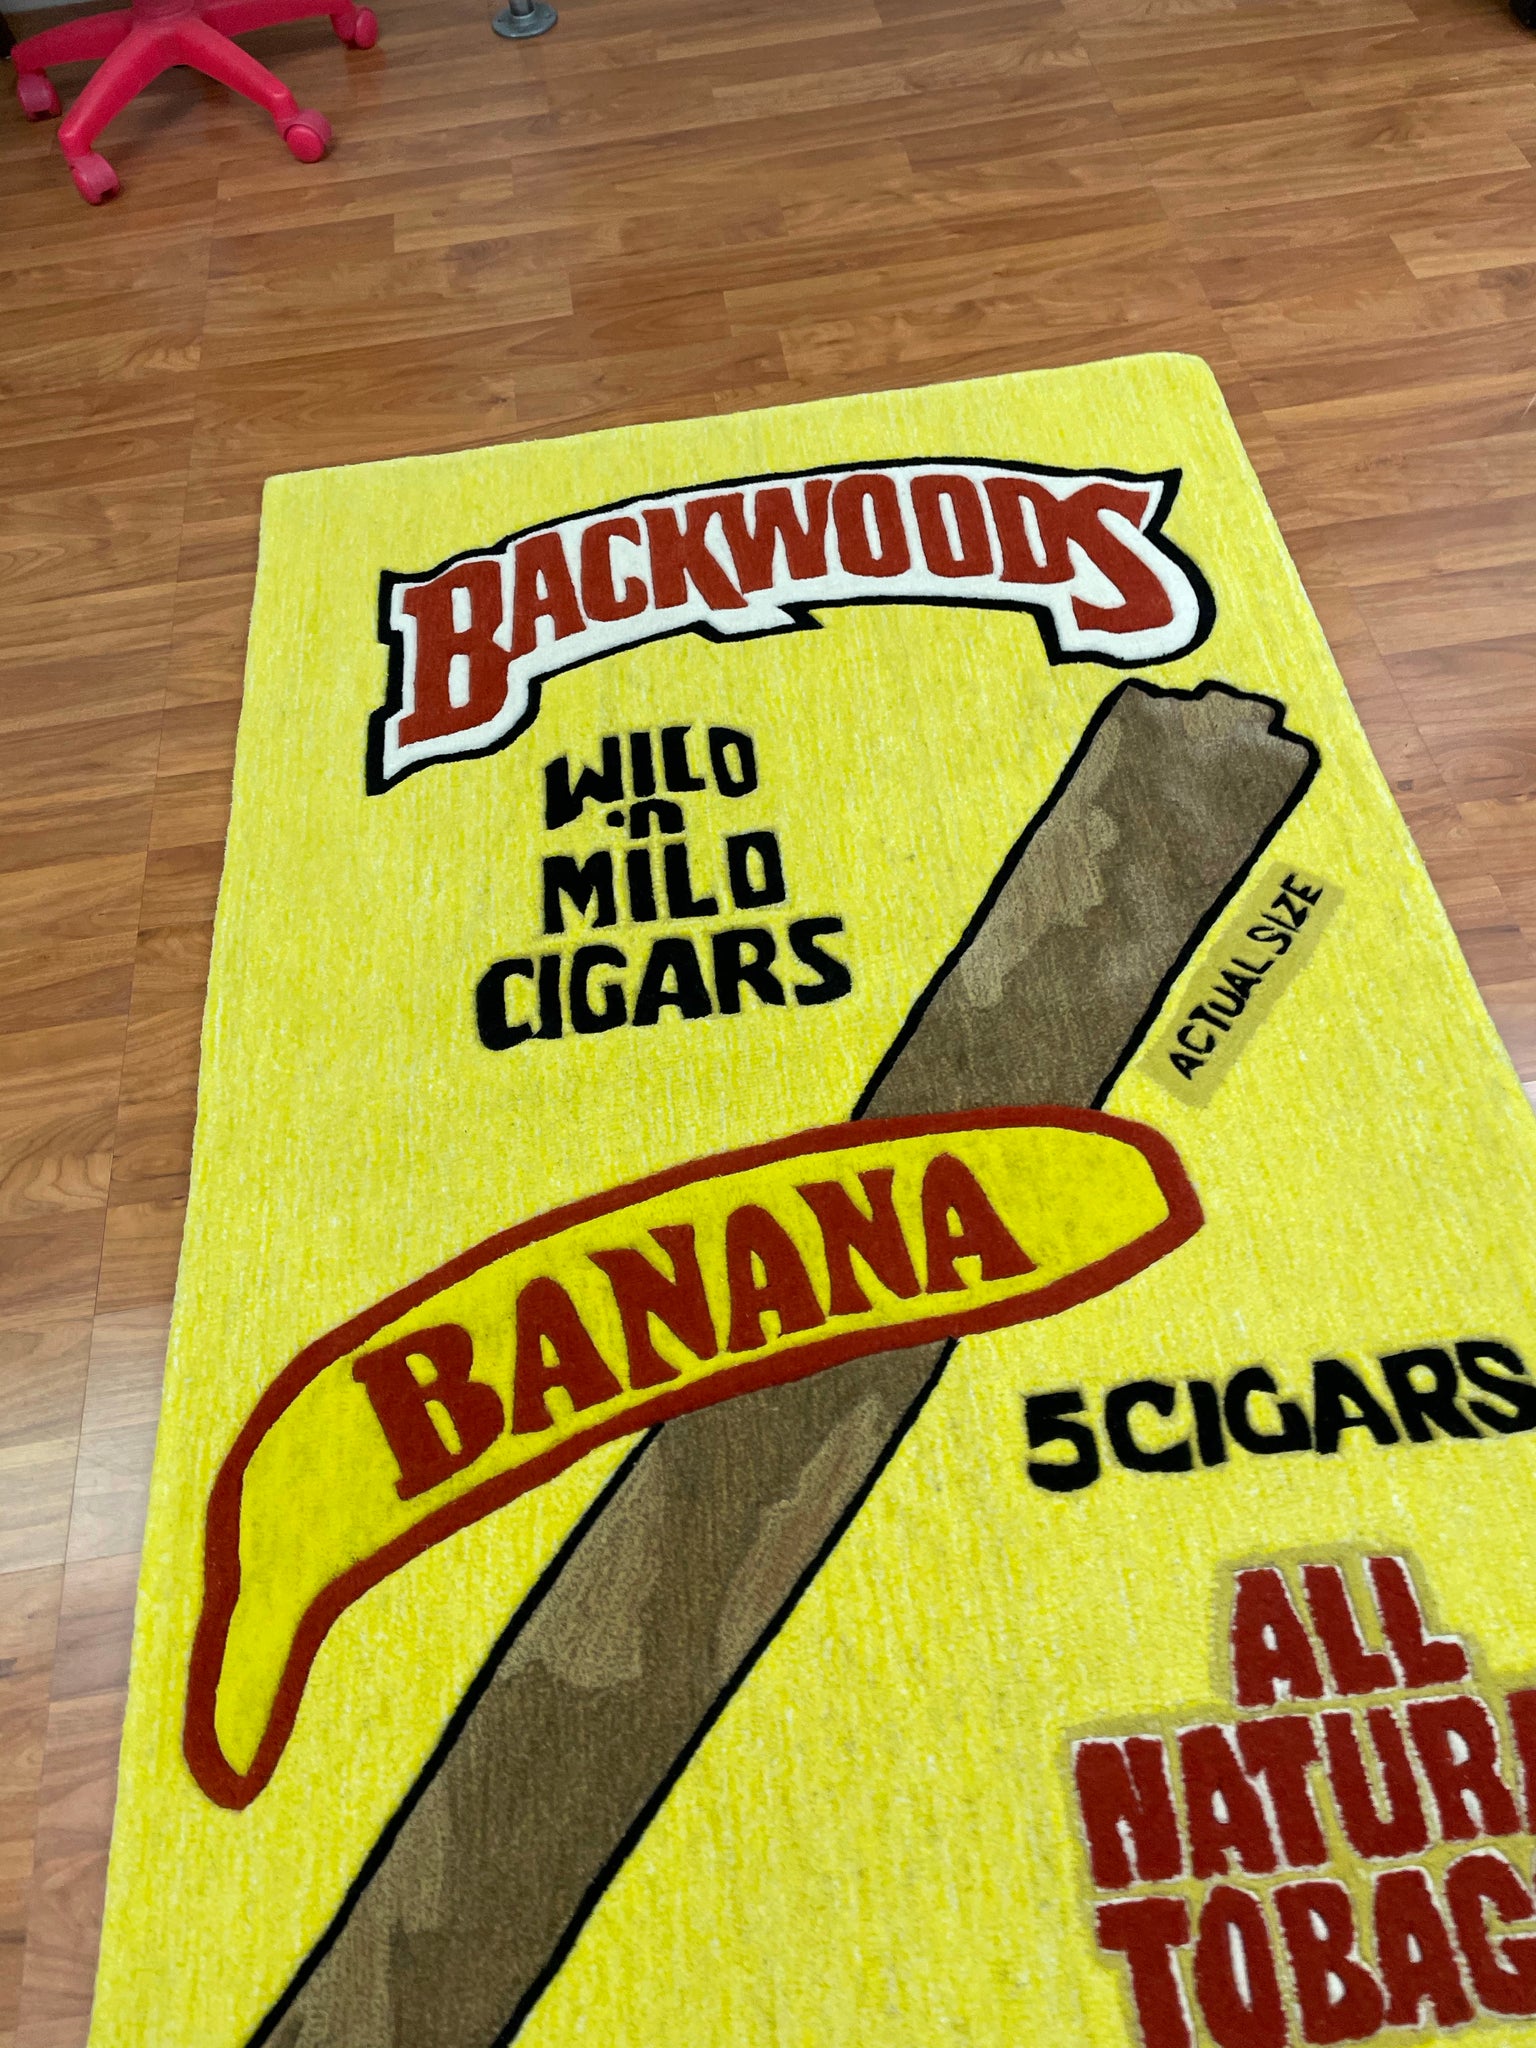 BACKWOODS
WILD
'n
MILD
CIGARS
ACTUAL SIZE
BANANA
5 CIGARS
ALL